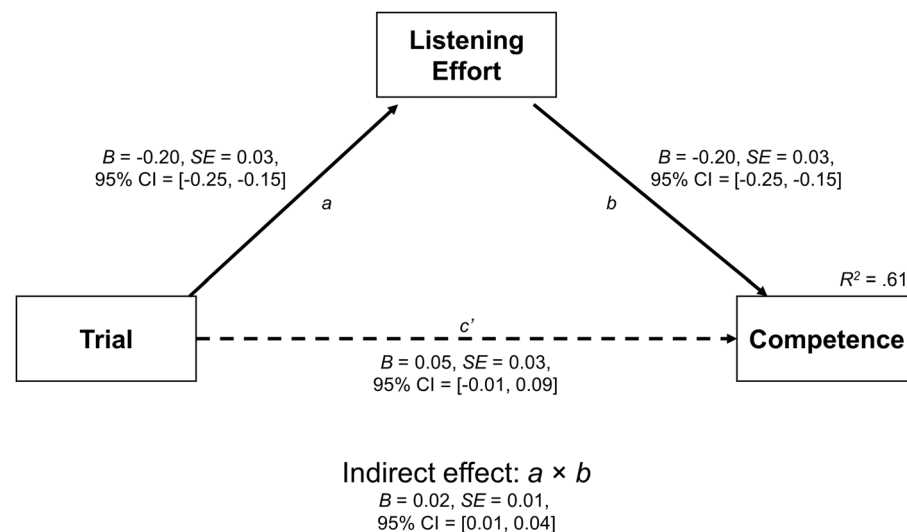 Listening
Effort
B = -0.20, SE = 0.03,
95% CI = [-0.25, -0.15]
B = -0.20, SE = 0.03,
95% CI = [-0.25, -0.15]
a
b
R² = .61
Trial
c’
Competence
B = 0.05, SE = 0.03,
95% CI = [-0.01, 0.09]
Indirect effect: a × b
B = 0.02, SE = 0.01,
95% CI = [0.01, 0.04]